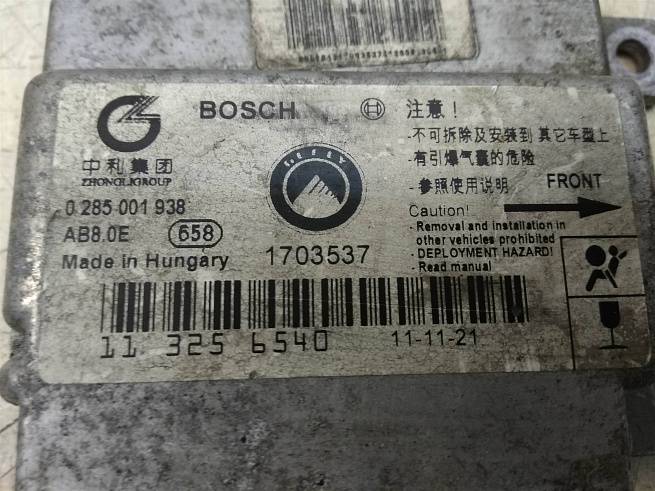 BOSCH
中利集团
ZHONGLIGROUP
GEELY
0 285 001 938
AB8.0E 658
Made in Hungary
1703537
注意！
-不可拆除及安装到 其它车型上
-有引爆气囊的危险
-参照使用说明
FRONT
Caution!
- Removal and installation in
other vehicles prohibited
- DEPLOYMENT HAZARD!
- Read manual
11 325 6540
11-11-21